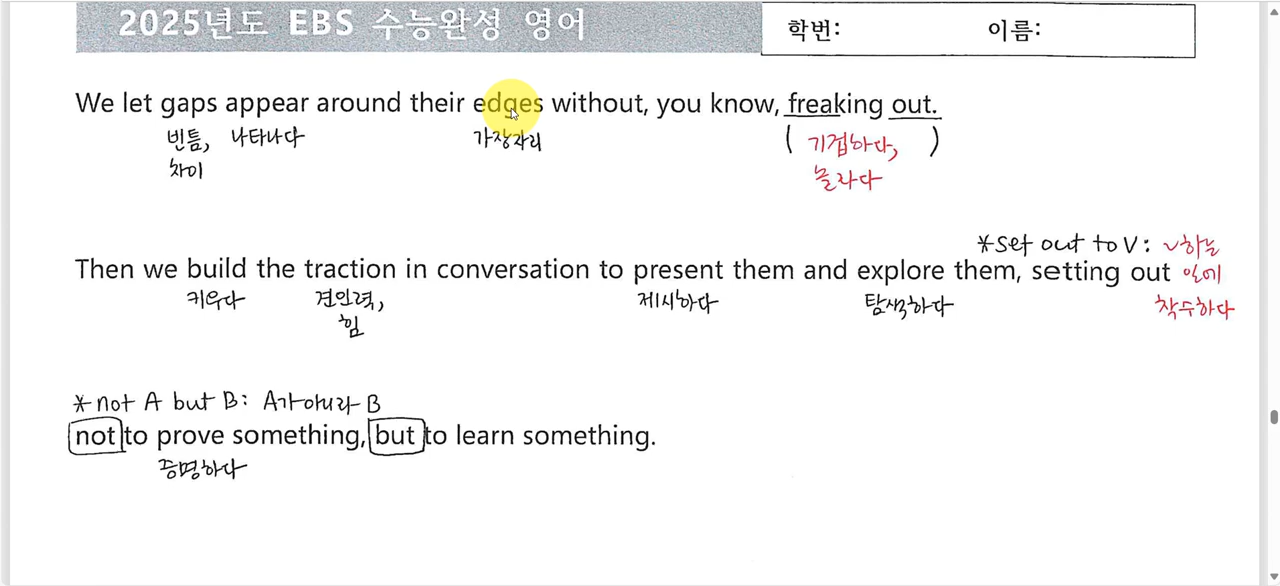 2025년도 EBS 수능완성 영어
학번: 이름:
We let gaps appear around their edges without, you know, freaking out.
빈틈, 나타나다 가장자리 ( 기겁하다, )
차이 놀라다
*set out to V: ~하는
Then we build the traction in conversation to present them and explore them, setting out 일에
키우다 견인력, 제시하다 탐색하다 착수하다
힘
*not A but B: A가 아니라 B
not to prove something, but to learn something.
증명하다